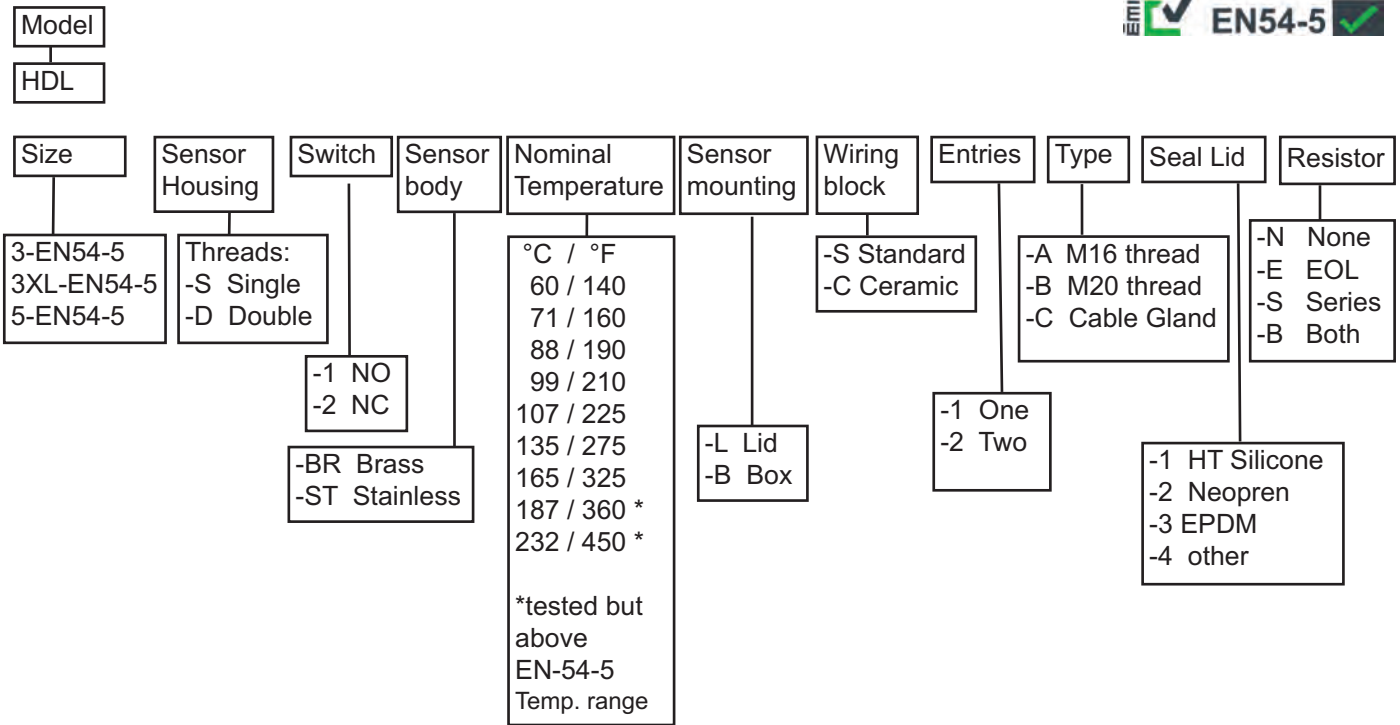 EN54-5
Model
HDL
Size
3-EN54-5
3XL-EN54-5
5-EN54-5
Sensor
Housing
Threads:
-S Single
-D Double
Switch
-1 NO
-2 NC
Sensor
body
-BR Brass
-ST Stainless
Nominal
Temperature
°C / °F
60 / 140
71 / 160
88 / 190
99 / 210
107 / 225
135 / 275
165 / 325
187 / 360 *
232 / 450 *
*tested but
above
EN-54-5
Temp. range
Sensor
mounting
-L Lid
-B Box
Wiring
block
-S Standard
-C Ceramic
Entries
-1 One
-2 Two
Type
-A M16 thread
-B M20 thread
-C Cable Gland
Seal Lid
-1 HT Silicone
-2 Neopren
-3 EPDM
-4 other
Resistor
-N None
-E EOL
-S Series
-B Both